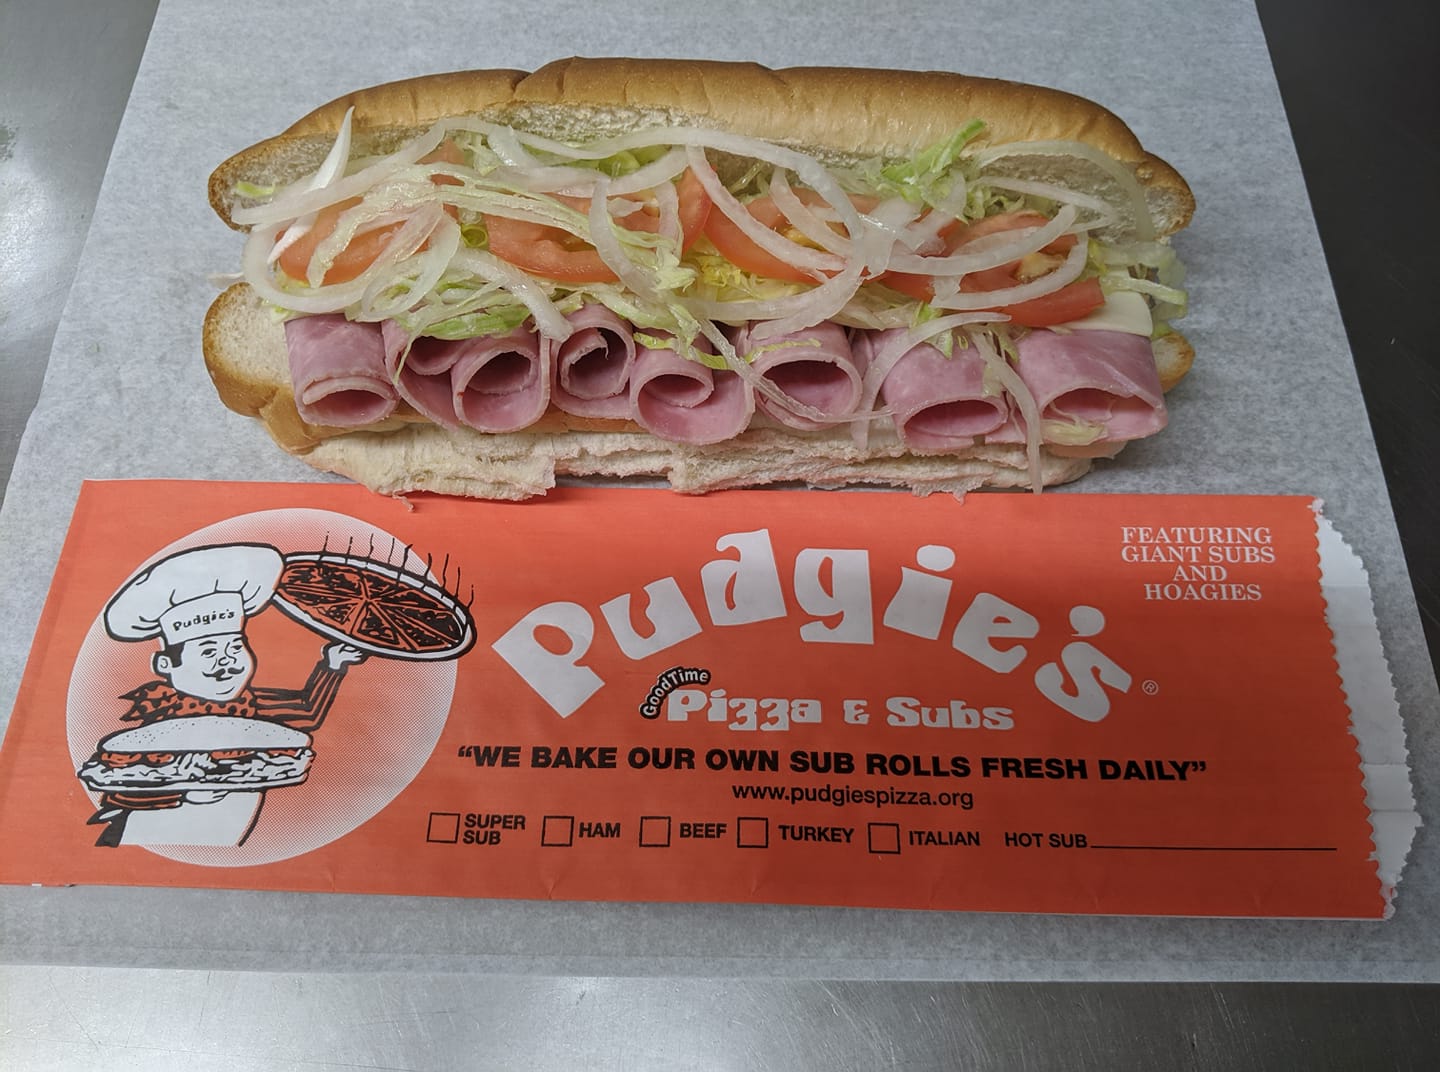 FEATURING
GIANT SUBS
AND
HOAGIES
Pudgie's
Pudgie's ®
GoodTime
Pizza & Subs
“WE BAKE OUR OWN SUB ROLLS FRESH DAILY”
www.pudgiespizza.org
SUPER SUB HAM BEEF TURKEY ITALIAN HOT SUB